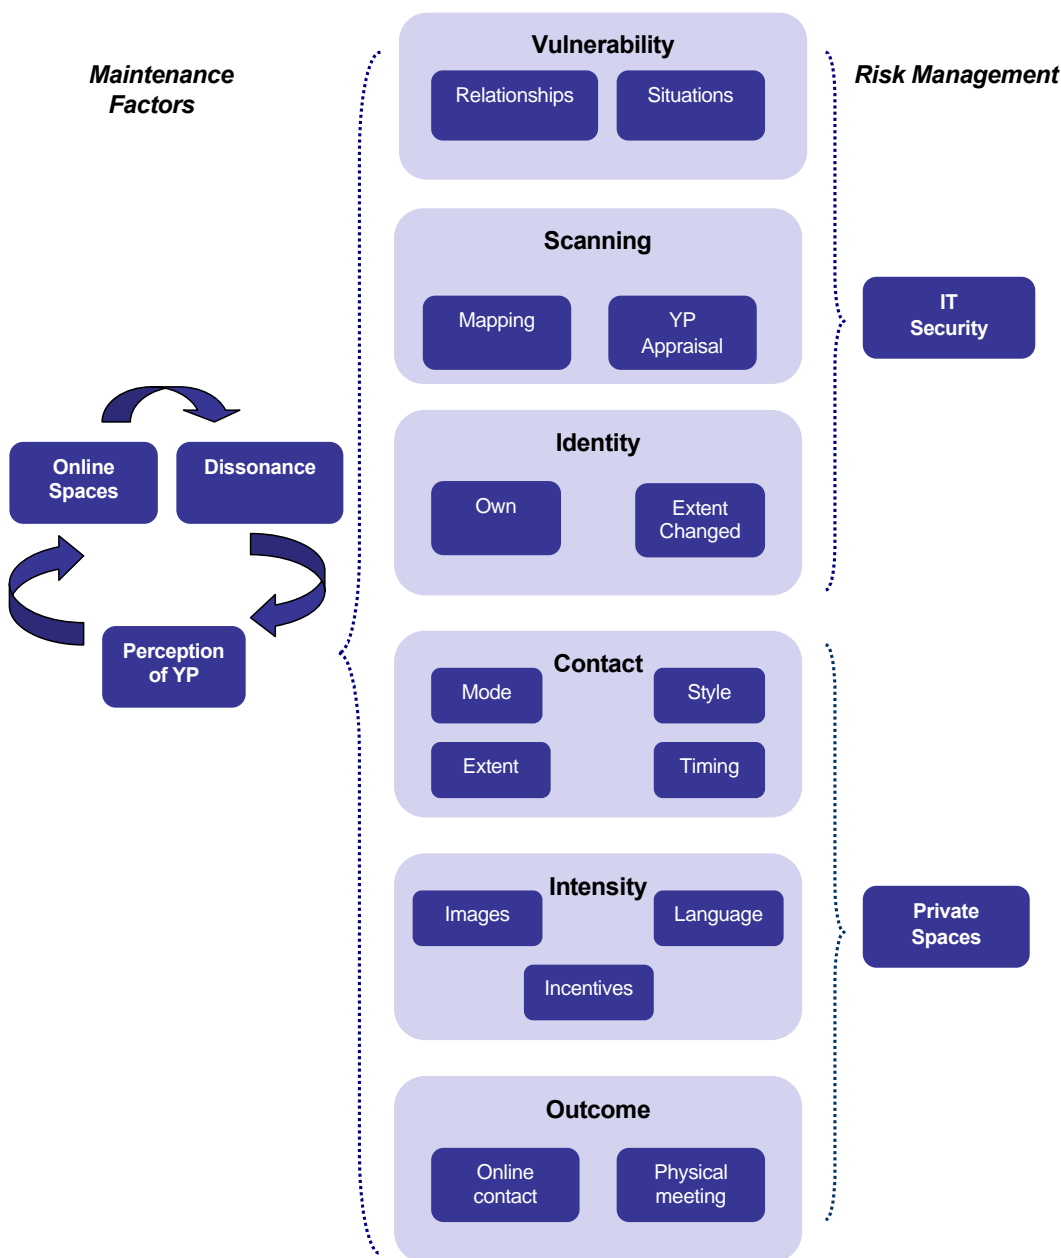 Maintenance
Factors
Online
Spaces
Dissonance
Perception
of YP
Vulnerability
Relationships
Situations
Scanning
Mapping
YP
Appraisal
Identity
Own
Extent
Changed
Contact
Mode
Style
Extent
Timing
Intensity
Images
Language
Incentives
Outcome
Online
contact
Physical
meeting
Risk Management
IT
Security
Private
Spaces